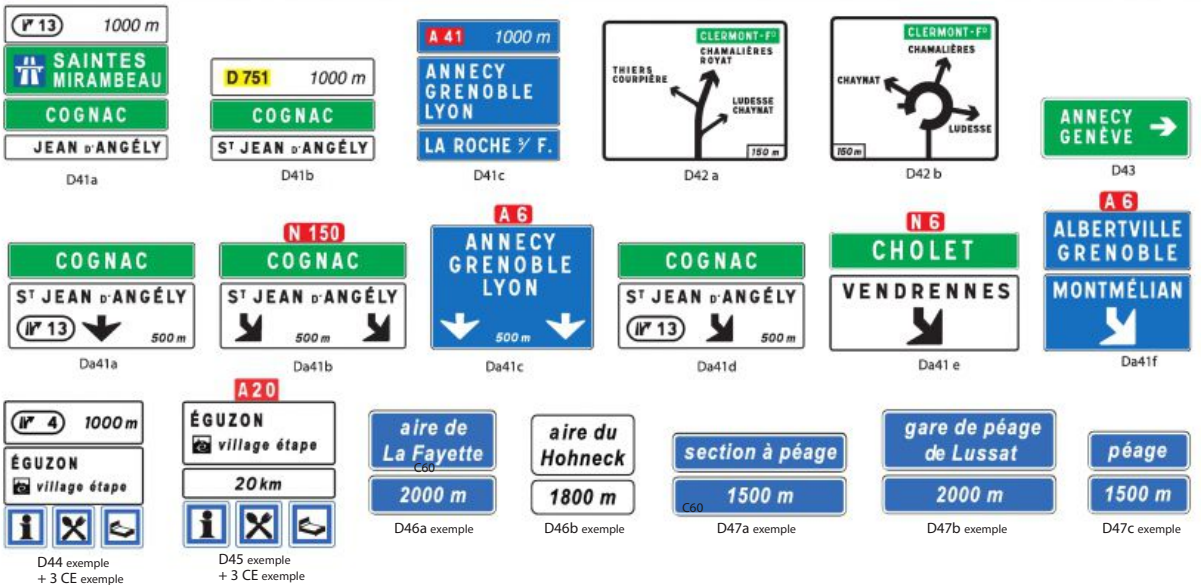 13 1000 m
SAINTES
MIRAMBEAU
COGNAC
JEAN D'ANGÉLY
D41a
D 751 1000 m
COGNAC
ST JEAN D'ANGÉLY
D41b
A 41 1000 m
ANNECY
GRENOBLE
LYON
LA ROCHE S/ F.
D41c
CLERMONT-FD
CHAMALIÈRES
ROYAT
THIERS
COURPIÈRE
LUDESSE
CHAYNAT
150 m
D42 a
CLERMONT-FD
CHAMALIÈRES
CHAYNAT
LUDESSE
150 m
D42 b
ANNECY
GENÈVE
D43
COGNAC
ST JEAN D'ANGÉLY
13 500 m
Da41a
N 150
COGNAC
ST JEAN D'ANGÉLY
500 m
Da41b
A 6
ANNECY
GRENOBLE
LYON
500 m
Da41c
COGNAC
ST JEAN D'ANGÉLY
13 500 m
Da41d
N 6
CHOLET
VENDRENNES
Da41 e
A 6
ALBERTVILLE
GRENOBLE
MONTMÉLIAN
Da41f
4 1000 m
ÉGUZON
village étape
i
D44 exemple
+ 3 CE exemple
A20
ÉGUZON
village étape
20 km
i
D45 exemple
+ 3 CE exemple
aire de
La Fayette
C60
2000 m
D46a exemple
aire du
Hohneck
1800 m
D46b exemple
section à péage
1500 m
C60
D47a exemple
gare de péage
de Lussat
2000 m
D47b exemple
péage
1500 m
D47c exemple